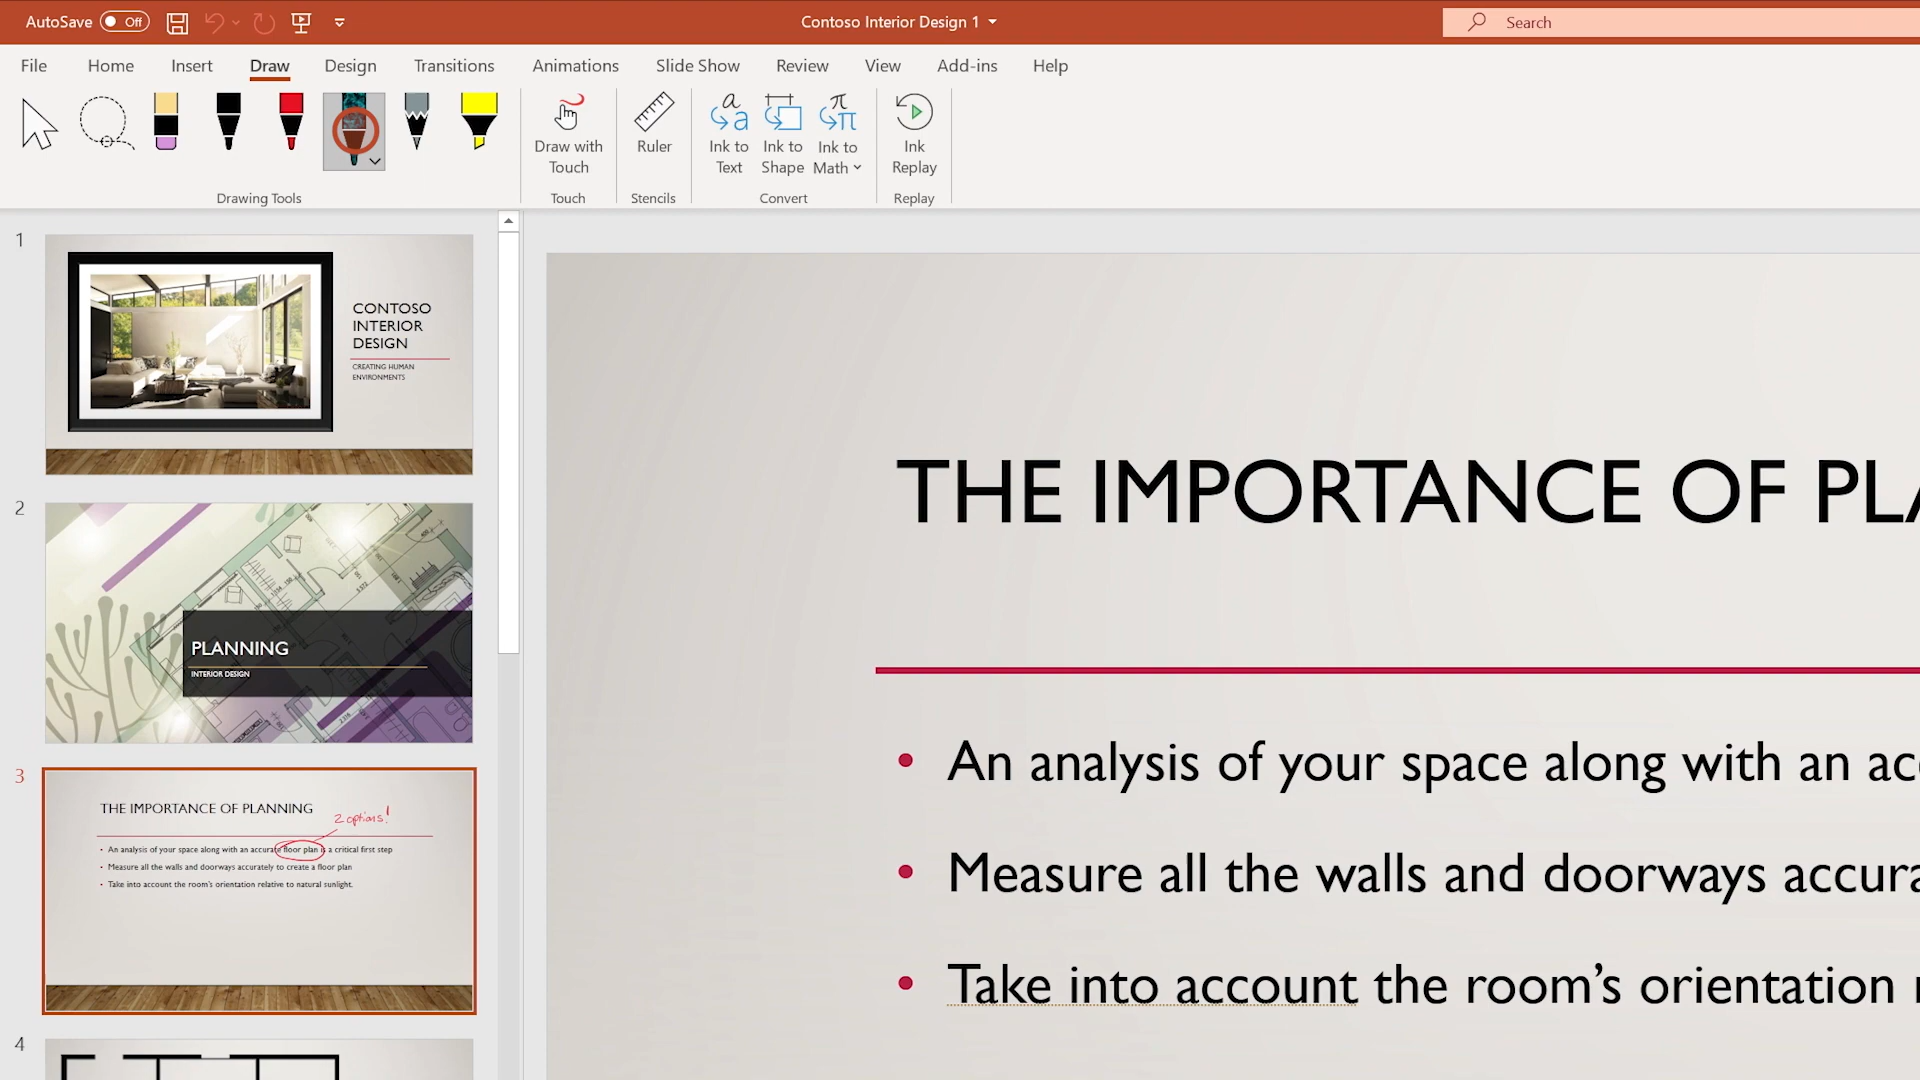 AutoSave Off
Contoso Interior Design 1
Search
File Home Insert Draw Design Transitions Animations Slide Show Review View Add-ins Help
Draw with
Touch
Ruler
Ink to
Text
Ink to
Shape
Ink to
Math
Ink
Replay
Drawing Tools
Touch
Stencils
Convert
Replay
1
CONTOSO
INTERIOR
DESIGN
CREATING HUMAN
ENVIRONMENTS
2
PLANNING
INTERIOR DESIGN
3
THE IMPORTANCE OF PLANNING
2 options!
• An analysis of your space along with an accurate floor plan is a critical first step
• Measure all the walls and doorways accurately to create a floor plan
• Take into account the room's orientation relative to natural sunlight.
4
THE IMPORTANCE OF PLA
• An analysis of your space along with an acc
• Measure all the walls and doorways accura
• Take into account the room's orientation